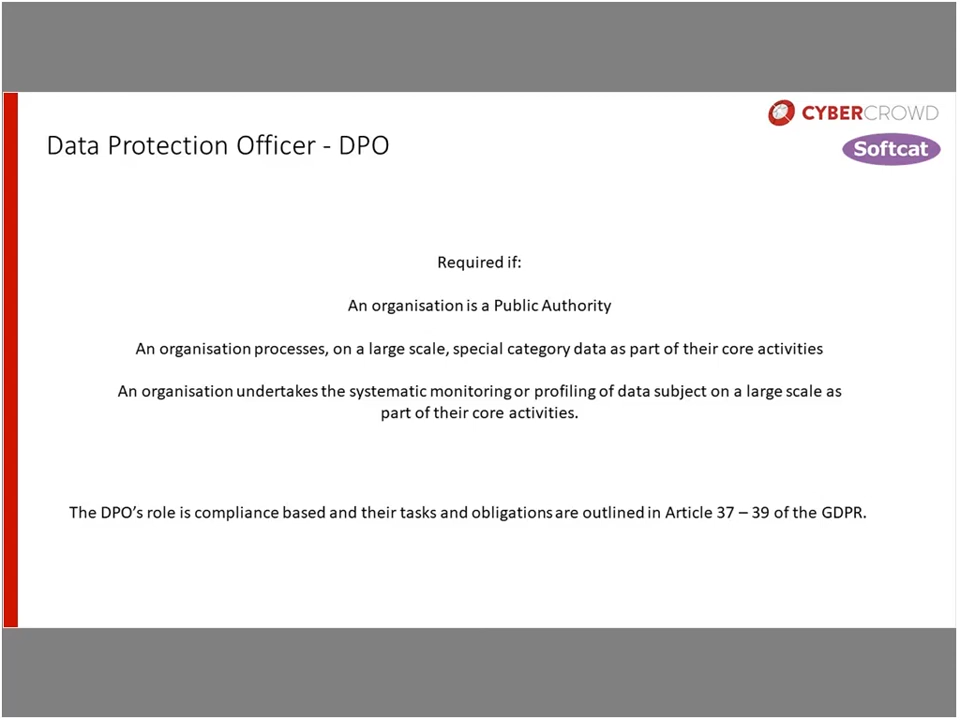 CYBERCROWD
Softcat
Data Protection Officer - DPO
Required if:
An organisation is a Public Authority
An organisation processes, on a large scale, special category data as part of their core activities
An organisation undertakes the systematic monitoring or profiling of data subject on a large scale as
part of their core activities.
The DPO’s role is compliance based and their tasks and obligations are outlined in Article 37 – 39 of the GDPR.